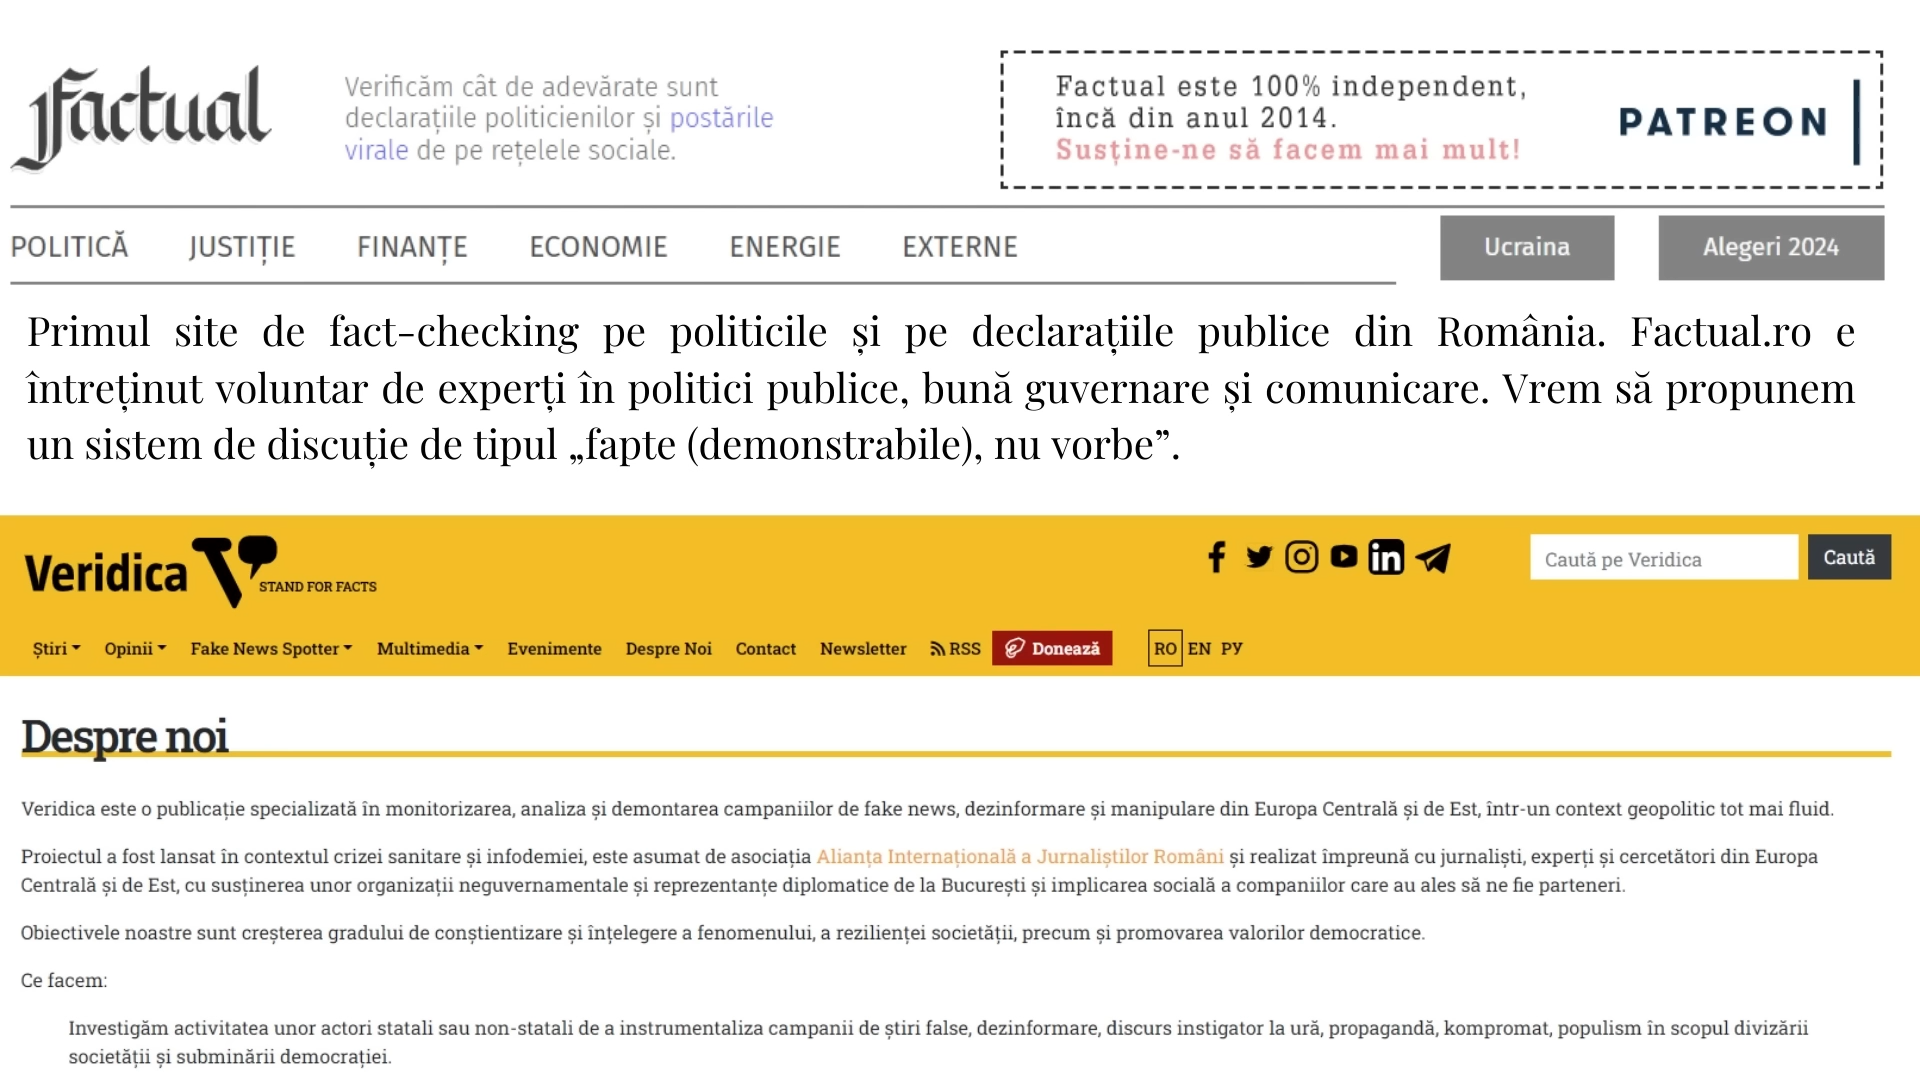 Factual
Verificăm cât de adevărate sunt
declarațiile politicienilor și postările
virale de pe rețelele sociale.
Factual este 100% independent,
încă din anul 2014.
Susține-ne să facem mai mult!
PATREON
POLITICĂ JUSTIȚIE FINANȚE ECONOMIE ENERGIE EXTERNE Ucraina Alegeri 2024
Primul site de fact-checking pe politicile și pe declarațiile publice din România. Factual.ro e
întreținut voluntar de experți în politici publice, bună guvernare și comunicare. Vrem să propunem
un sistem de discuție de tipul „fapte (demonstrabile), nu vorbe”.
Veridica STAND FOR FACTS
Caută pe Veridica Caută
Știri Opinii Fake News Spotter Multimedia Evenimente Despre Noi Contact Newsletter RSS Donează RO EN РУ
Despre noi
Veridica este o publicație specializată în monitorizarea, analiza și demontarea campaniilor de fake news, dezinformare și manipulare din Europa Centrală și de Est, într-un context geopolitic tot mai fluid.
Proiectul a fost lansat în contextul crizei sanitare și infodemiei, este asumat de asociația Alianța Internațională a Jurnaliștilor Români și realizat împreună cu jurnaliști, experți și cercetători din Europa
Centrală și de Est, cu susținerea unor organizații neguvernamentale și reprezentanțe diplomatice de la București și implicarea socială a companiilor care au ales să ne fie parteneri.
Obiectivele noastre sunt creșterea gradului de conștientizare și înțelegere a fenomenului, a rezilienței societății, precum și promovarea valorilor democratice.
Ce facem:
Investigăm activitatea unor actori statali sau non-statali de a instrumentaliza campanii de știri false, dezinformare, discurs instigator la ură, propagandă, kompromat, populism în scopul divizării
societății și subminării democrației.